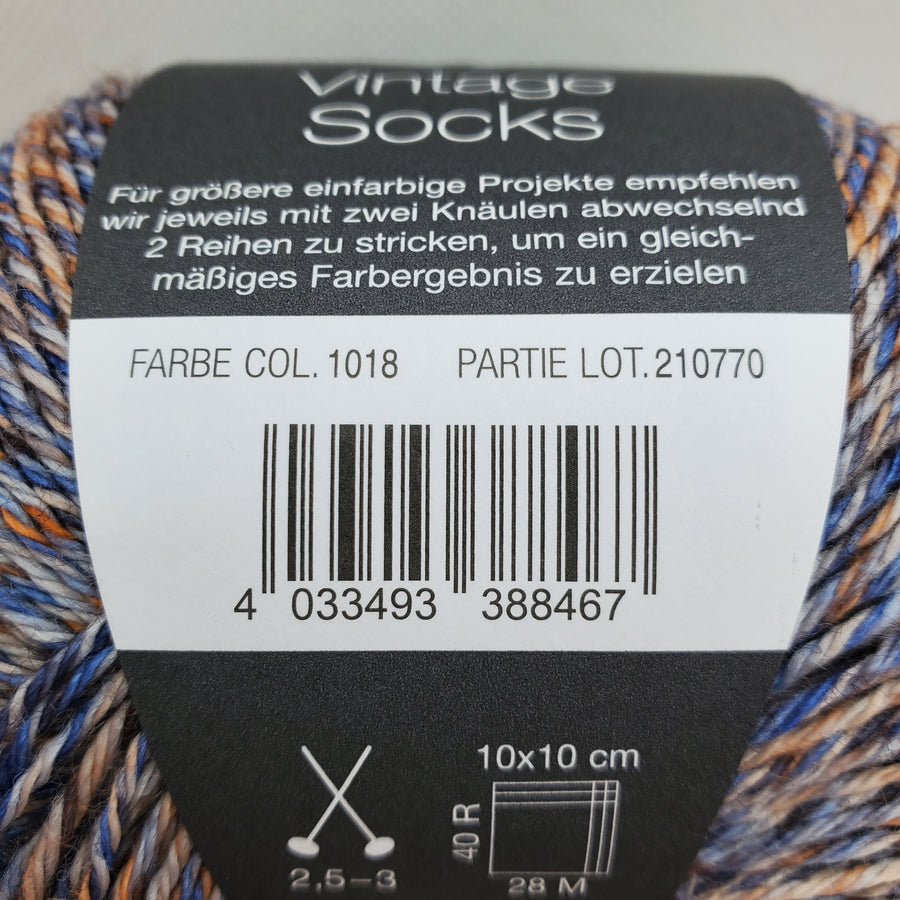 Vintage
Socks
Für größere einfarbige Projekte empfehlen
wir jeweils mit zwei Knäulen abwechselnd
2 Reihen zu stricken, um ein gleich-
mäßiges Farbergebnis zu erzielen
FARBE COL. 1018 PARTIE LOT. 210770
4 033493 388467
10x10 cm
40 R
2,5–3 28 M